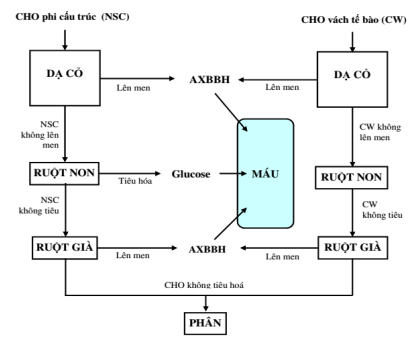 CHO phi cấu trúc (NSC)
CHO vách tế bào (CW)
DẠ CỎ
Lên men
AXBBH
Lên men
DẠ CỎ
NSC
không lên
men
CW không
lên men
RUỘT NON
Tiêu hóa
Glucose
MÁU
RUỘT NON
NSC
không tiêu
CW
không tiêu
RUỘT GIÀ
Lên men
AXBBH
Lên men
RUỘT GIÀ
CHO không tiêu hoá
PHÂN